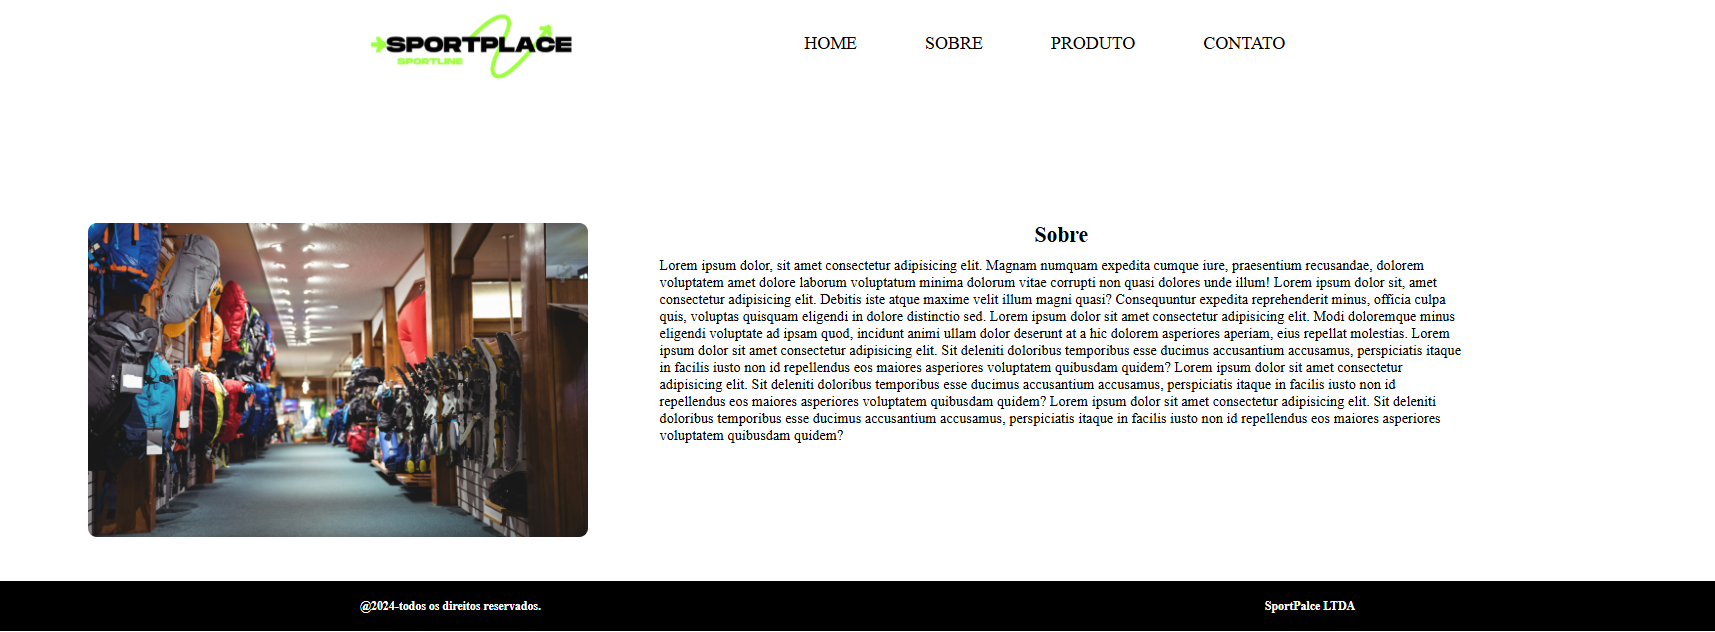 SPORTPLACE
SPORTLINE
HOME SOBRE PRODUTO CONTATO
Sobre
Lorem ipsum dolor, sit amet consectetur adipisicing elit. Magnam numquam expedita cumque iure, praesentium recusandae, dolorem
voluptatem amet dolore laborum voluptatum minima dolorum vitae corrupti non quasi dolores unde illum! Lorem ipsum dolor sit, amet
consectetur adipisicing elit. Debitis iste atque maxime velit illum magni quasi? Consequuntur expedita reprehenderit minus, officia culpa
quis, voluptas quisquam eligendi in dolore distinctio sed. Lorem ipsum dolor sit amet consectetur adipisicing elit. Modi doloremque minus
eligendi voluptate ad ipsam quod, incidunt animi ullam dolor deserunt at a hic dolorem asperiores aperiam, eius repellat molestias. Lorem
ipsum dolor sit amet consectetur adipisicing elit. Sit deleniti doloribus temporibus esse ducimus accusantium accusamus, perspiciatis itaque
in facilis iusto non id repellendus eos maiores asperiores voluptatem quibusdam quidem? Lorem ipsum dolor sit amet consectetur
adipisicing elit. Sit deleniti doloribus temporibus esse ducimus accusantium accusamus, perspiciatis itaque in facilis iusto non id
repellendus eos maiores asperiores voluptatem quibusdam quidem? Lorem ipsum dolor sit amet consectetur adipisicing elit. Sit deleniti
doloribus temporibus esse ducimus accusantium accusamus, perspiciatis itaque in facilis iusto non id repellendus eos maiores asperiores
voluptatem quibusdam quidem?
@2024-todos os direitos reservados. SportPalce LTDA